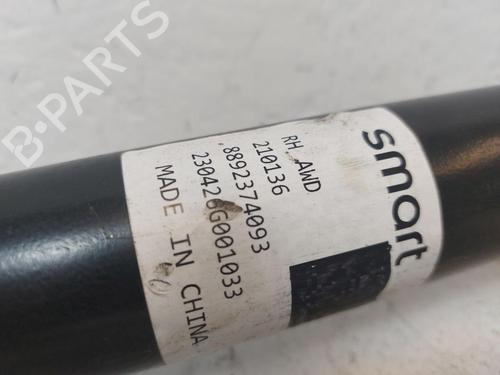 B-PARTS
smart
RH AWD
210136
8892374093
230426G001033
MADE IN CHINA